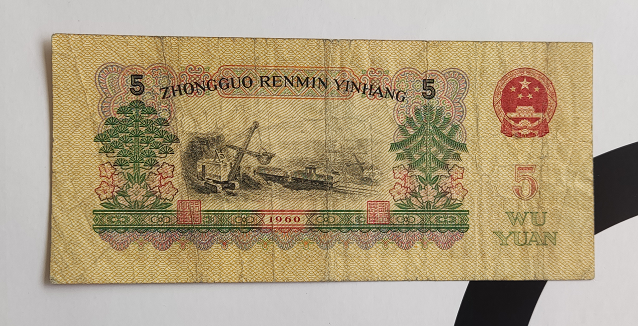 5 ZHONGGUO RENMIN YINHANG 5
1960
5
WU
YUAN